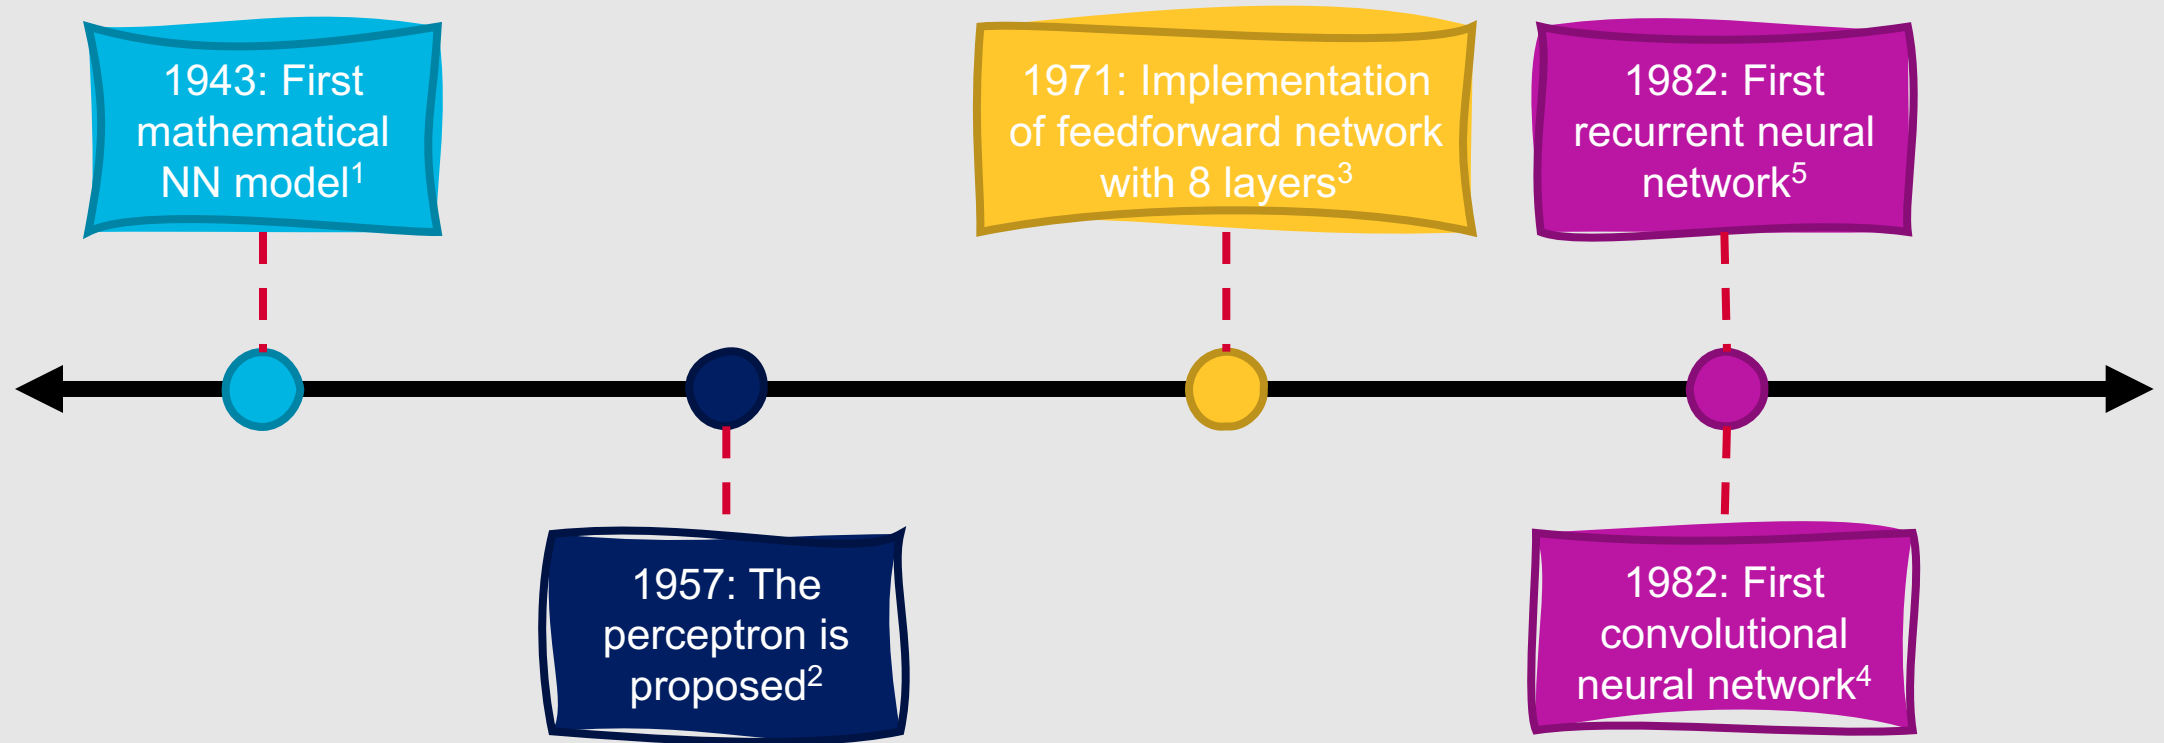 1943: First
mathematical
NN model¹
1957: The
perceptron is
proposed²
1971: Implementation
of feedforward network
with 8 layers³
1982: First
recurrent neural
network⁵
1982: First
convolutional
neural network⁴